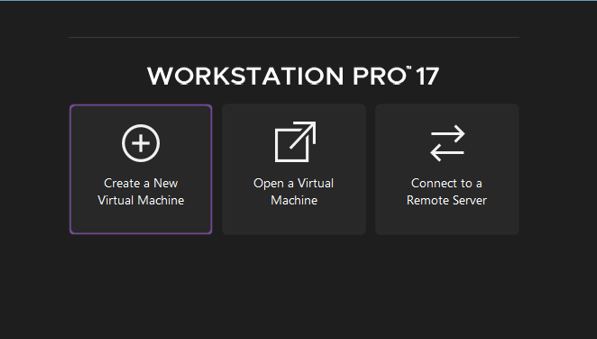 WORKSTATION PRO™ 17
Create a New
Virtual Machine
Open a Virtual
Machine
Connect to a
Remote Server